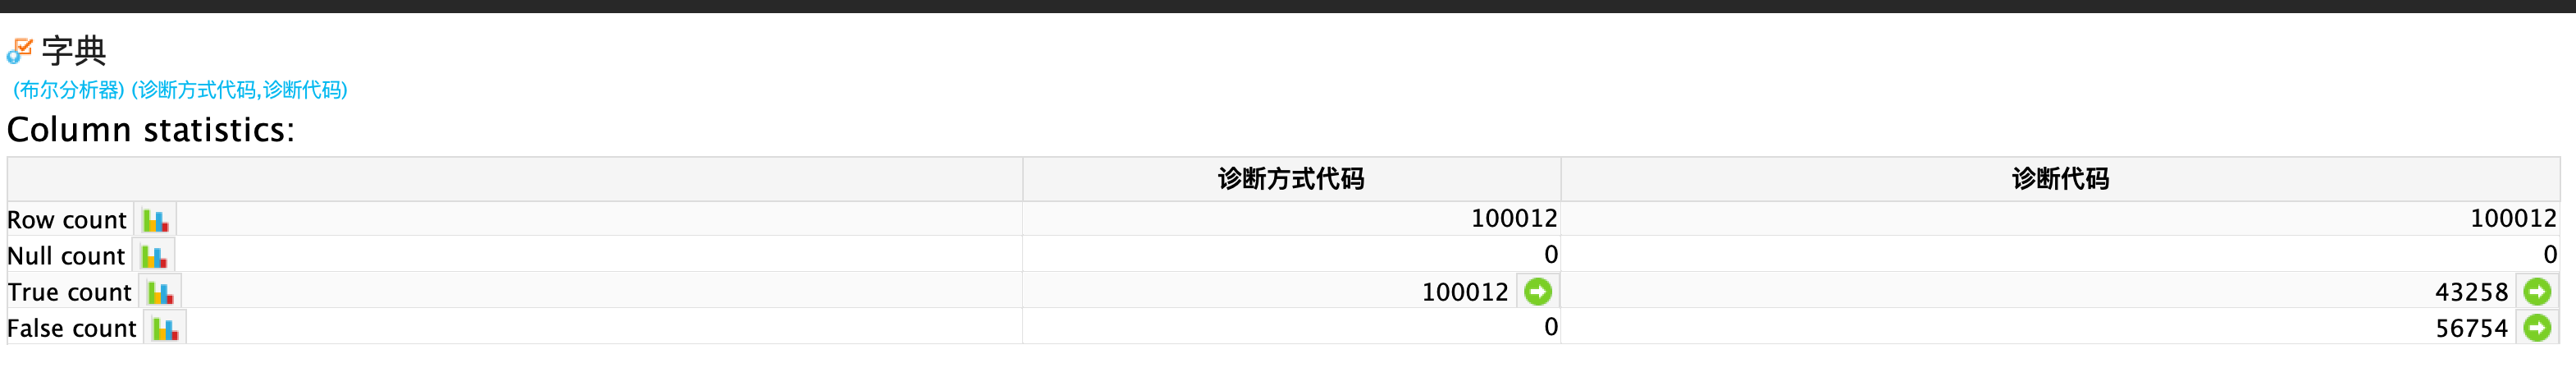 字典
(布尔分析器) (诊断方式代码,诊断代码)
Column statistics:
诊断方式代码 诊断代码
Row count 100012 100012
Null count 0 0
True count 100012 43258
False count 0 56754